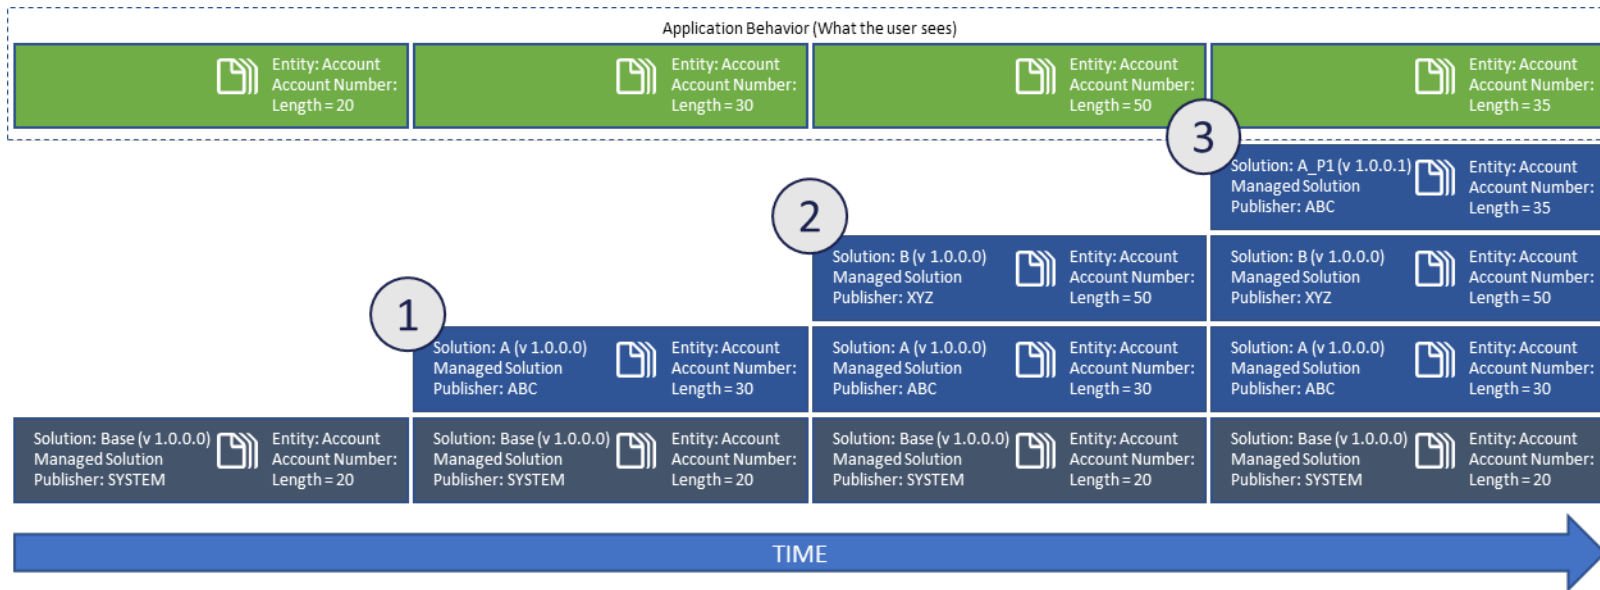 Application Behavior (What the user sees)
Entity: Account
Account Number:
Length = 20
Entity: Account
Account Number:
Length = 30
Entity: Account
Account Number:
Length = 50
Entity: Account
Account Number:
Length = 35
3
Solution: A_P1 (v 1.0.0.1)
Managed Solution
Publisher: ABC
Entity: Account
Account Number:
Length = 35
2
Solution: B (v 1.0.0.0)
Managed Solution
Publisher: XYZ
Entity: Account
Account Number:
Length = 50
Solution: B (v 1.0.0.0)
Managed Solution
Publisher: XYZ
Entity: Account
Account Number:
Length = 50
1
Solution: A (v 1.0.0.0)
Managed Solution
Publisher: ABC
Entity: Account
Account Number:
Length = 30
Solution: A (v 1.0.0.0)
Managed Solution
Publisher: ABC
Entity: Account
Account Number:
Length = 30
Solution: A (v 1.0.0.0)
Managed Solution
Publisher: ABC
Entity: Account
Account Number:
Length = 30
Solution: Base (v 1.0.0.0)
Managed Solution
Publisher: SYSTEM
Entity: Account
Account Number:
Length = 20
Solution: Base (v 1.0.0.0)
Managed Solution
Publisher: SYSTEM
Entity: Account
Account Number:
Length = 20
Solution: Base (v 1.0.0.0)
Managed Solution
Publisher: SYSTEM
Entity: Account
Account Number:
Length = 20
Solution: Base (v 1.0.0.0)
Managed Solution
Publisher: SYSTEM
Entity: Account
Account Number:
Length = 20
TIME